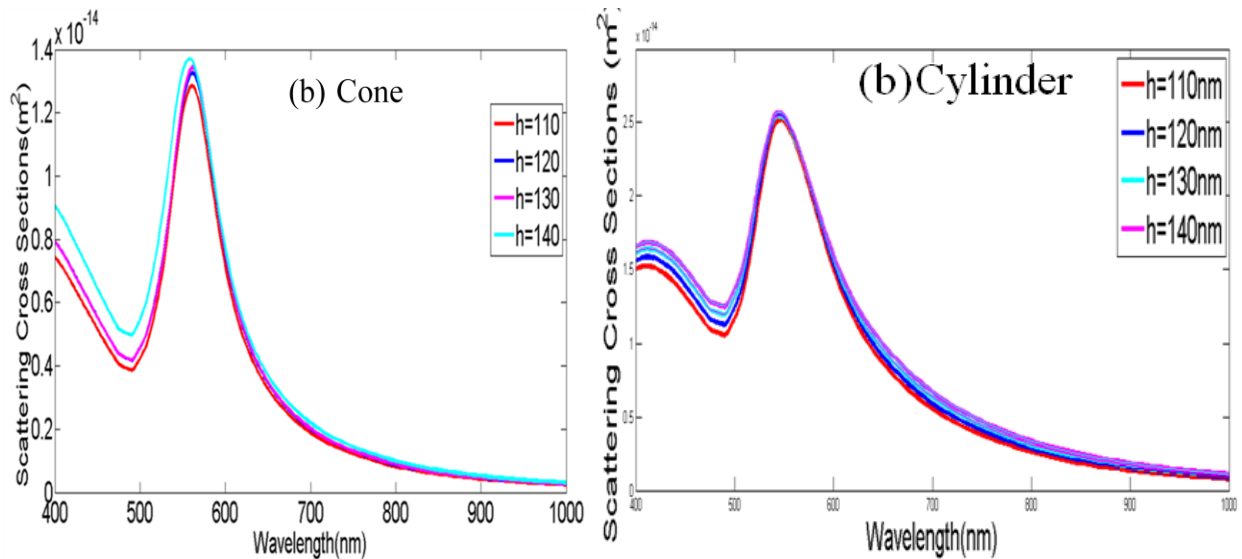 x 10^-14
1.4
1.2
1
0.8
0.6
0.4
0.2
0
Scattering Cross Sections(m²)
(b) Cone
h=110
h=120
h=130
h=140
400 500 600 700 800 900 1000
Wavelength(nm)
x 10^-14
2.5
2
1.5
1
0.5
0
Scattering Cross Sections (m²
(b)Cylinder
h=110nm
h=120nm
h=130nm
h=140nm
400 500 600 700 800 900 1000
Wavelength(nm)